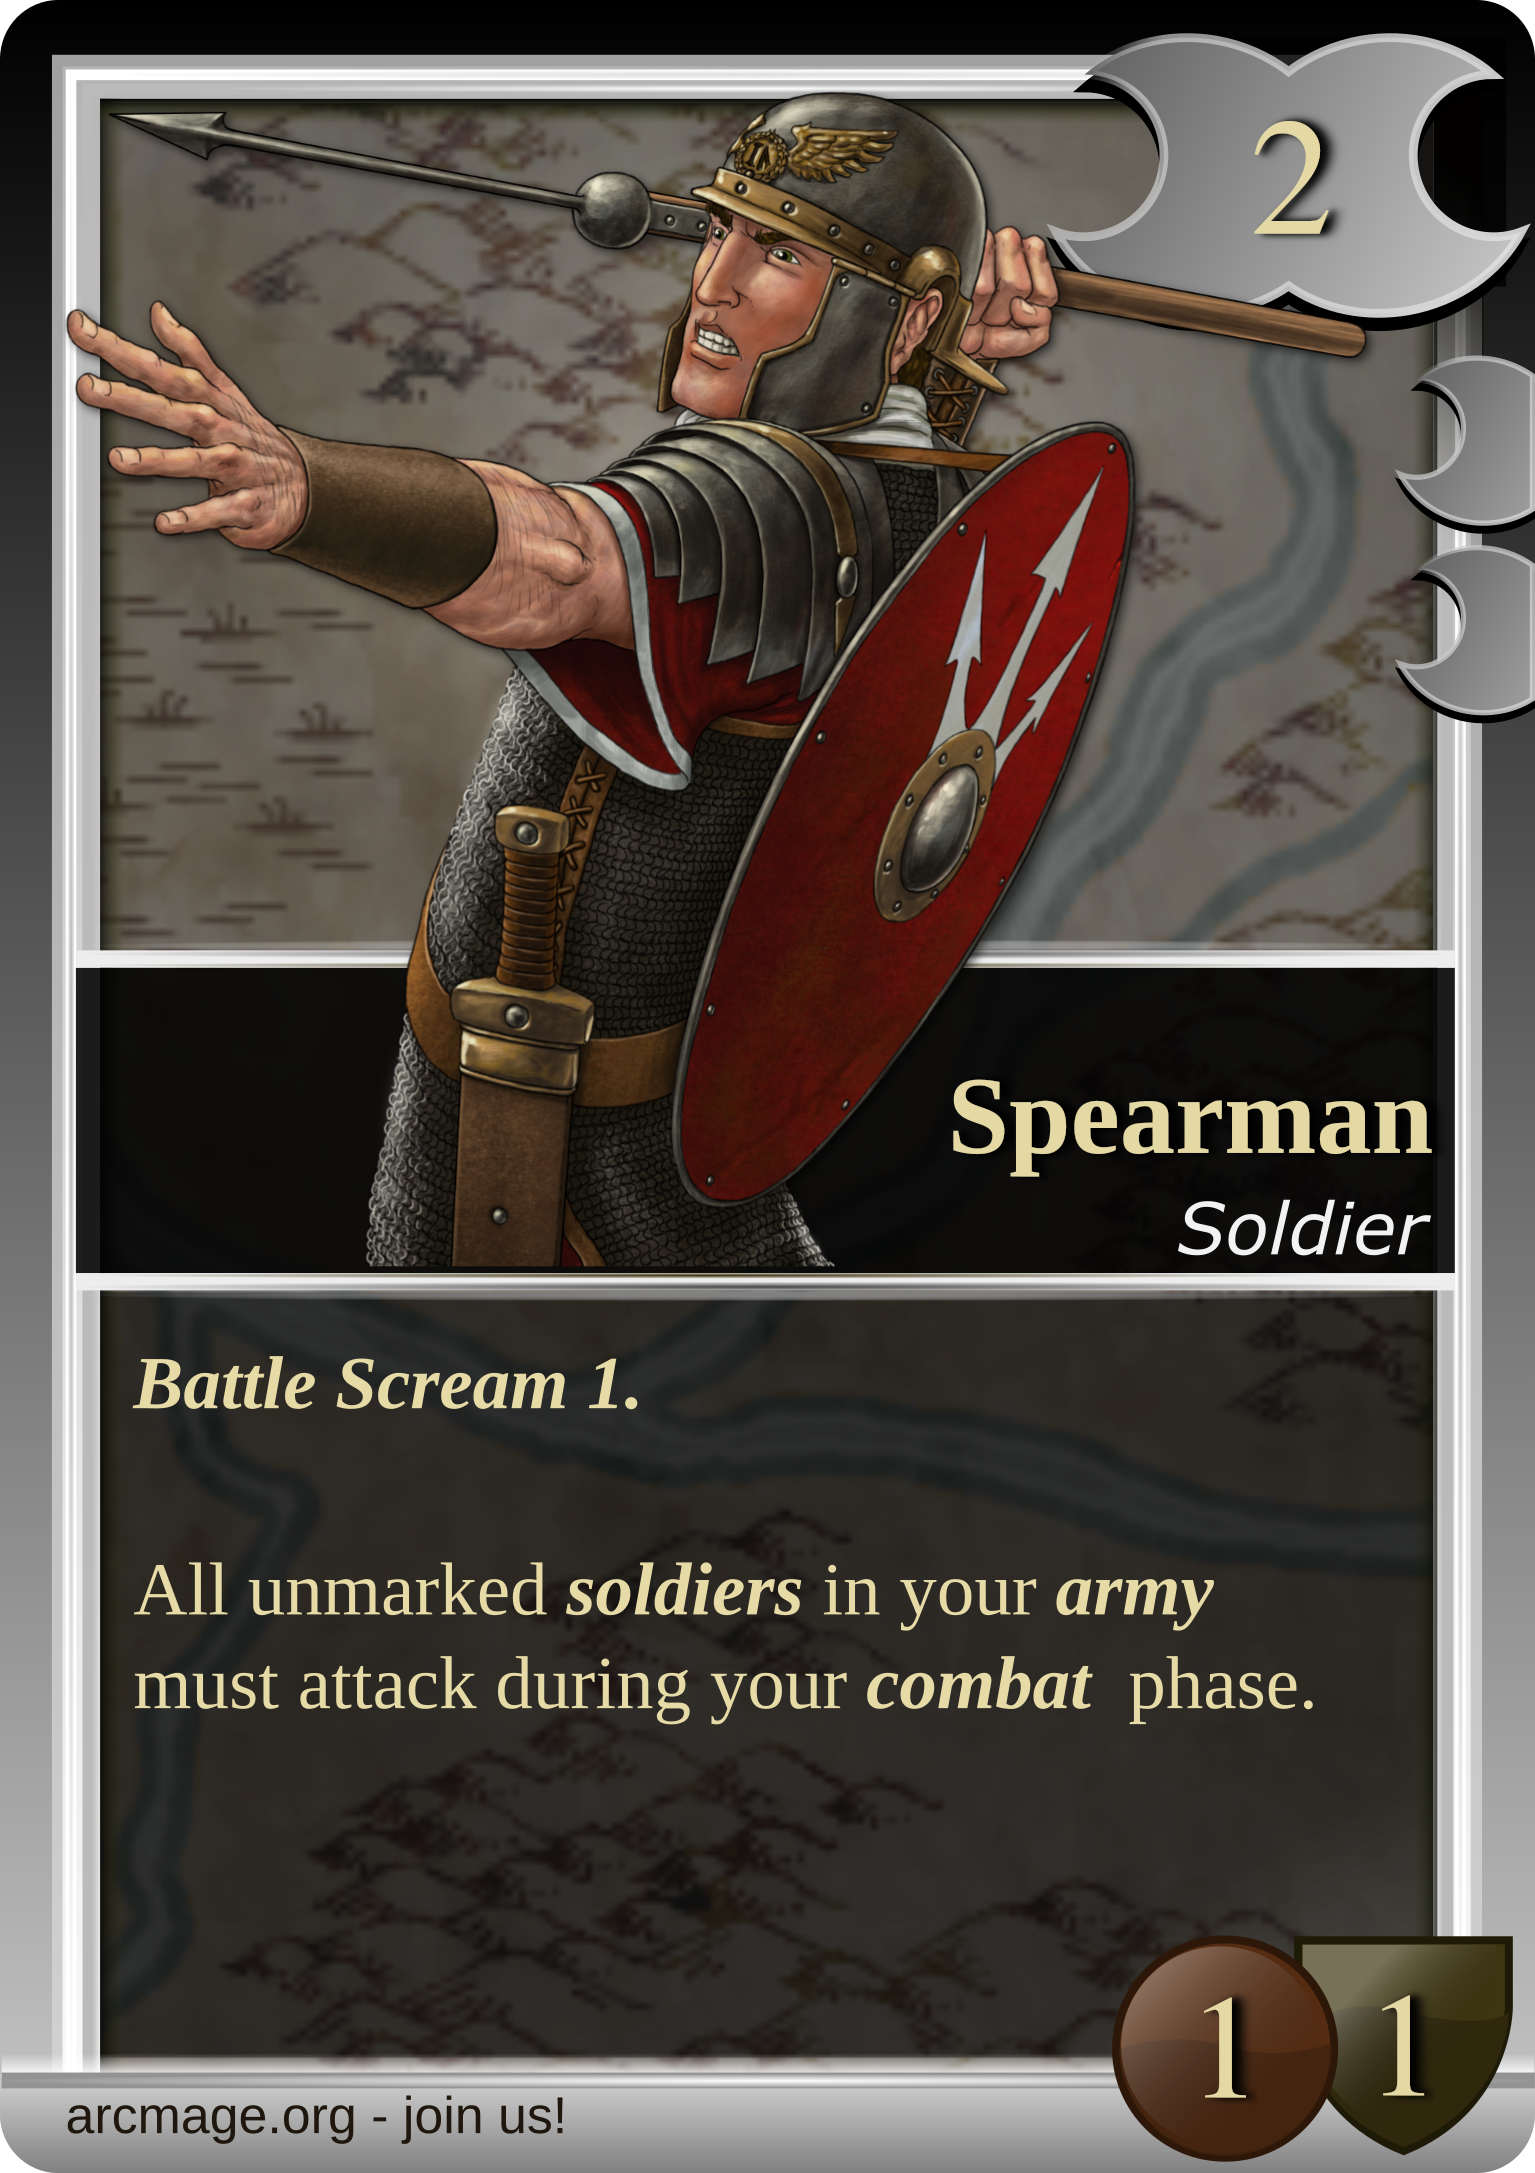 2
Spearman
Soldier
Battle Scream 1.
All unmarked soldiers in your army
must attack during your combat phase.
1 1
arcmage.org - join us!